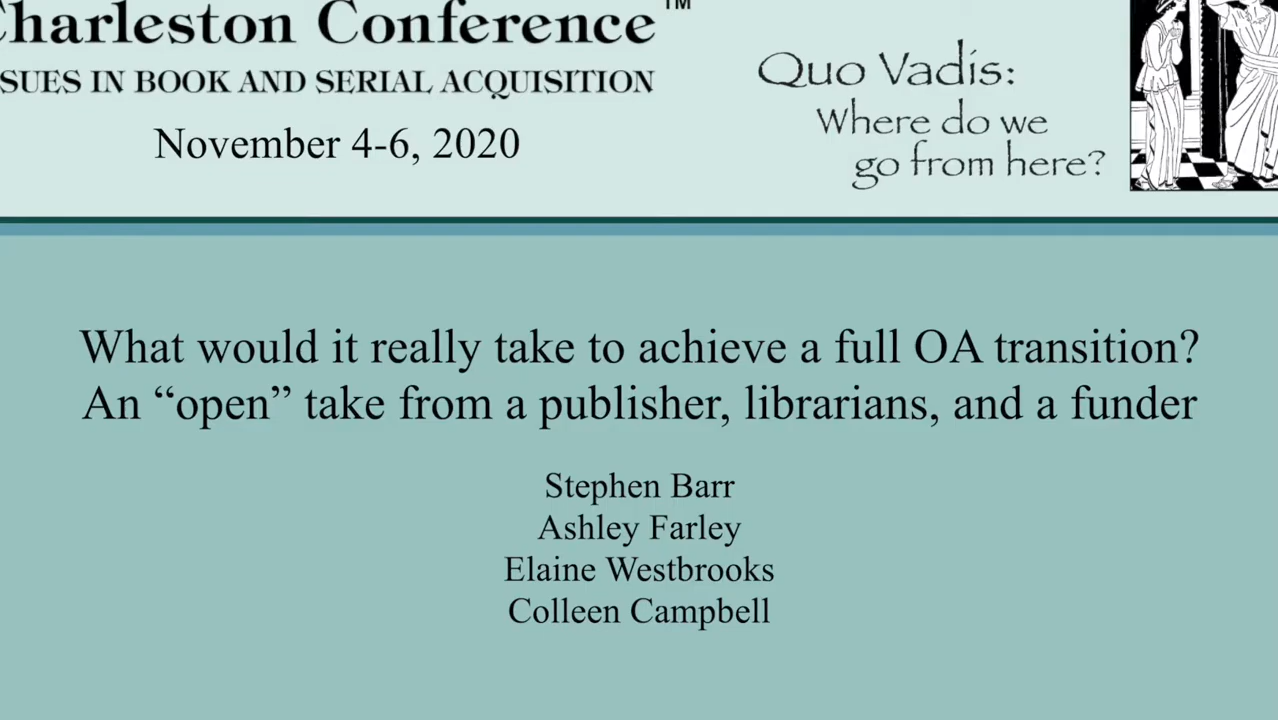 Charleston Conference™
SUES IN BOOK AND SERIAL ACQUISITION
November 4-6, 2020
Quo Vadis:
Where do we
go from here?
What would it really take to achieve a full OA transition?
An “open” take from a publisher, librarians, and a funder
Stephen Barr
Ashley Farley
Elaine Westbrooks
Colleen Campbell